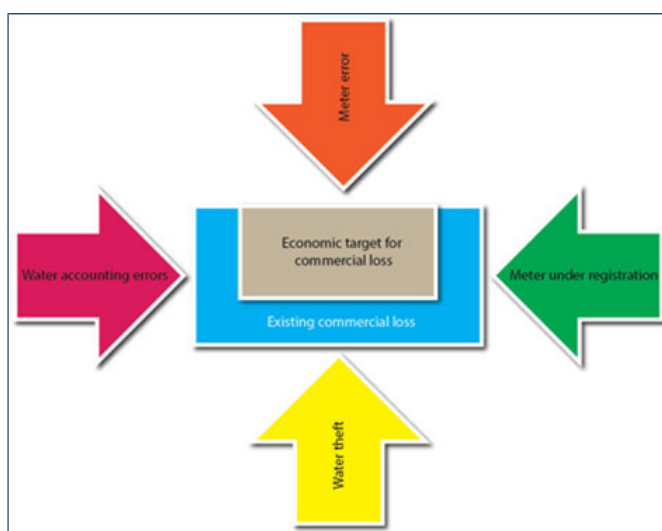 Meter error
Water accounting errors
Economic target for
commercial loss
Meter under registration
Existing commercial loss
Water theft